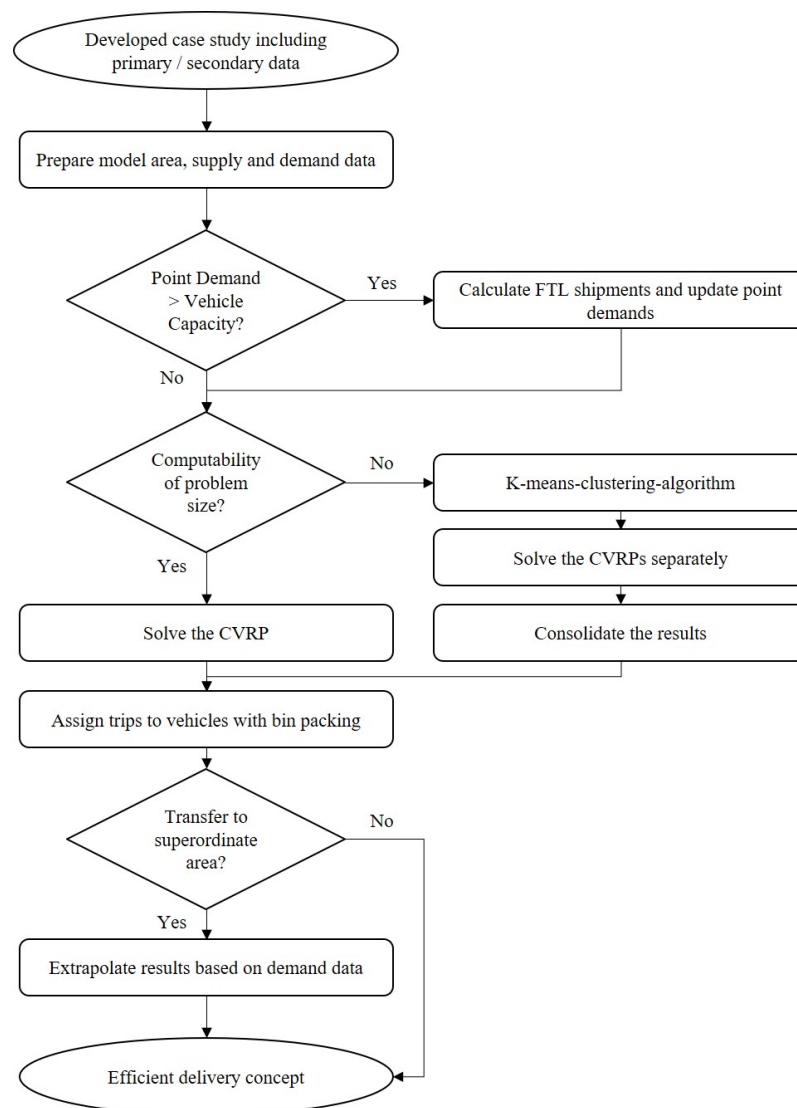 Developed case study including
primary / secondary data
Prepare model area, supply and demand data
Point Demand
> Vehicle
Capacity?
Yes
Calculate FTL shipments and update point
demands
No
Computability
of problem
size?
No
K-means-clustering-algorithm
Solve the CVRPs separately
Yes
Solve the CVRP
Consolidate the results
Assign trips to vehicles with bin packing
Transfer to
superordinate
area?
No
Yes
Extrapolate results based on demand data
Efficient delivery concept